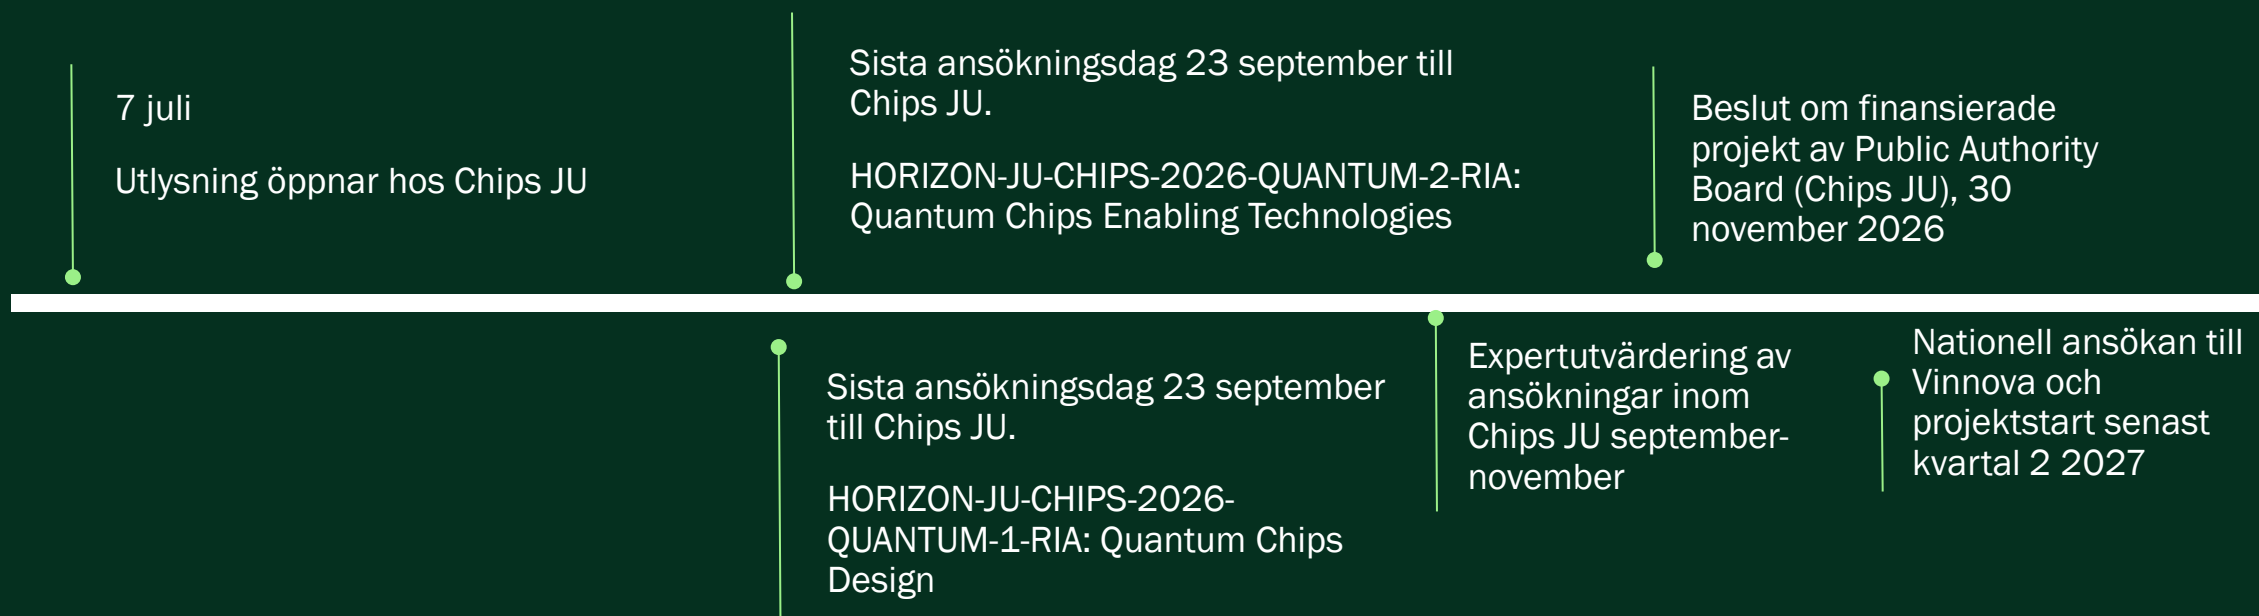 7 juli
Utlysning öppnar hos Chips JU
Sista ansökningsdag 23 september till
Chips JU.
HORIZON-JU-CHIPS-2026-QUANTUM-2-RIA:
Quantum Chips Enabling Technologies
Beslut om finansierade
projekt av Public Authority
Board (Chips JU), 30
november 2026
Sista ansökningsdag 23 september
till Chips JU.
HORIZON-JU-CHIPS-2026-
QUANTUM-1-RIA: Quantum Chips
Design
Expertutvärdering av
ansökningar inom
Chips JU september-
november
Nationell ansökan till
Vinnova och
projektstart senast
kvartal 2 2027